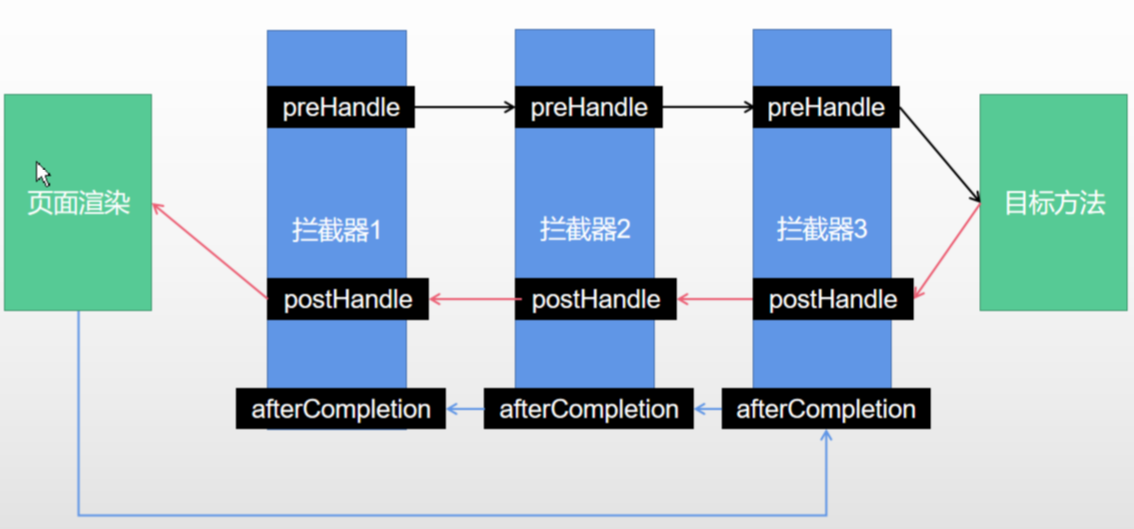 preHandle
preHandle
preHandle
页面渲染
拦截器1
拦截器2
拦截器3
目标方法
postHandle
postHandle
postHandle
afterCompletion
afterCompletion
afterCompletion